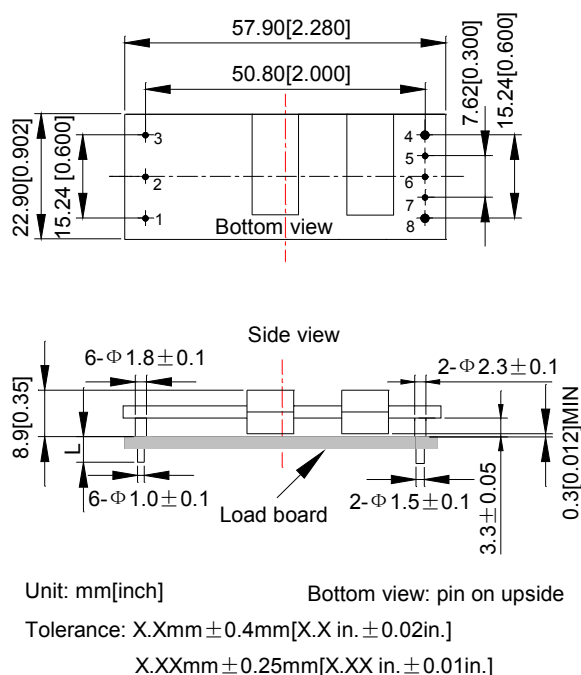 57.90[2.280]
50.80[2.000]
7.62[0.300]
15.24[0.600]
22.90[0.902]
15.24 [0.600]
3
2
1
4
5
6
7
8
Bottom view
Side view
6-Φ1.8±0.1
2-Φ2.3±0.1
8.9[0.35]
L
6-Φ1.0±0.1
Load board
2-Φ1.5±0.1
3.3±0.05
0.3[0.012]MIN
Unit: mm[inch]
Bottom view: pin on upside
Tolerance: X.Xmm±0.4mm[X.X in.±0.02in.]
X.XXmm±0.25mm[X.XX in.±0.01in.]